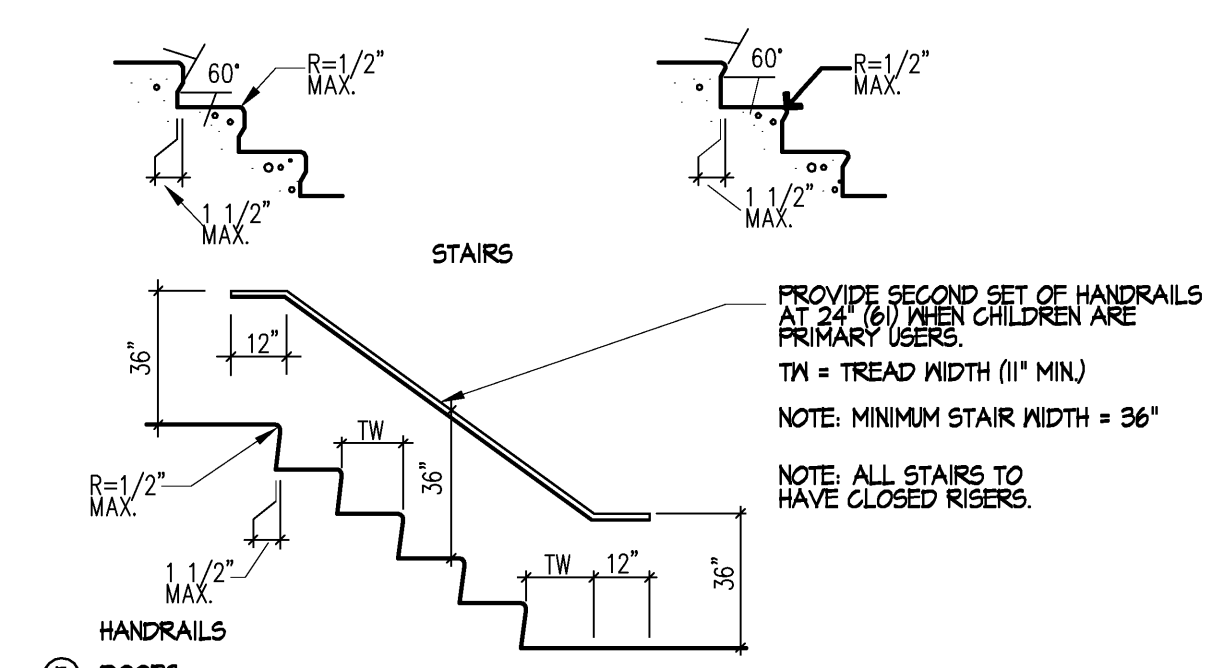 60°
R=1/2"
MAX.
1 1/2"
MAX.
60°
R=1/2"
MAX.
1 1/2"
MAX.
STAIRS
36"
12"
PROVIDE SECOND SET OF HANDRAILS
AT 24" (61) WHEN CHILDREN ARE
PRIMARY USERS.
TW = TREAD WIDTH (11" MIN.)
NOTE: MINIMUM STAIR WIDTH = 36"
NOTE: ALL STAIRS TO
HAVE CLOSED RISERS.
TW
36"
R=1/2"
MAX.
1 1/2"
MAX.
TW
12"
36"
HANDRAILS